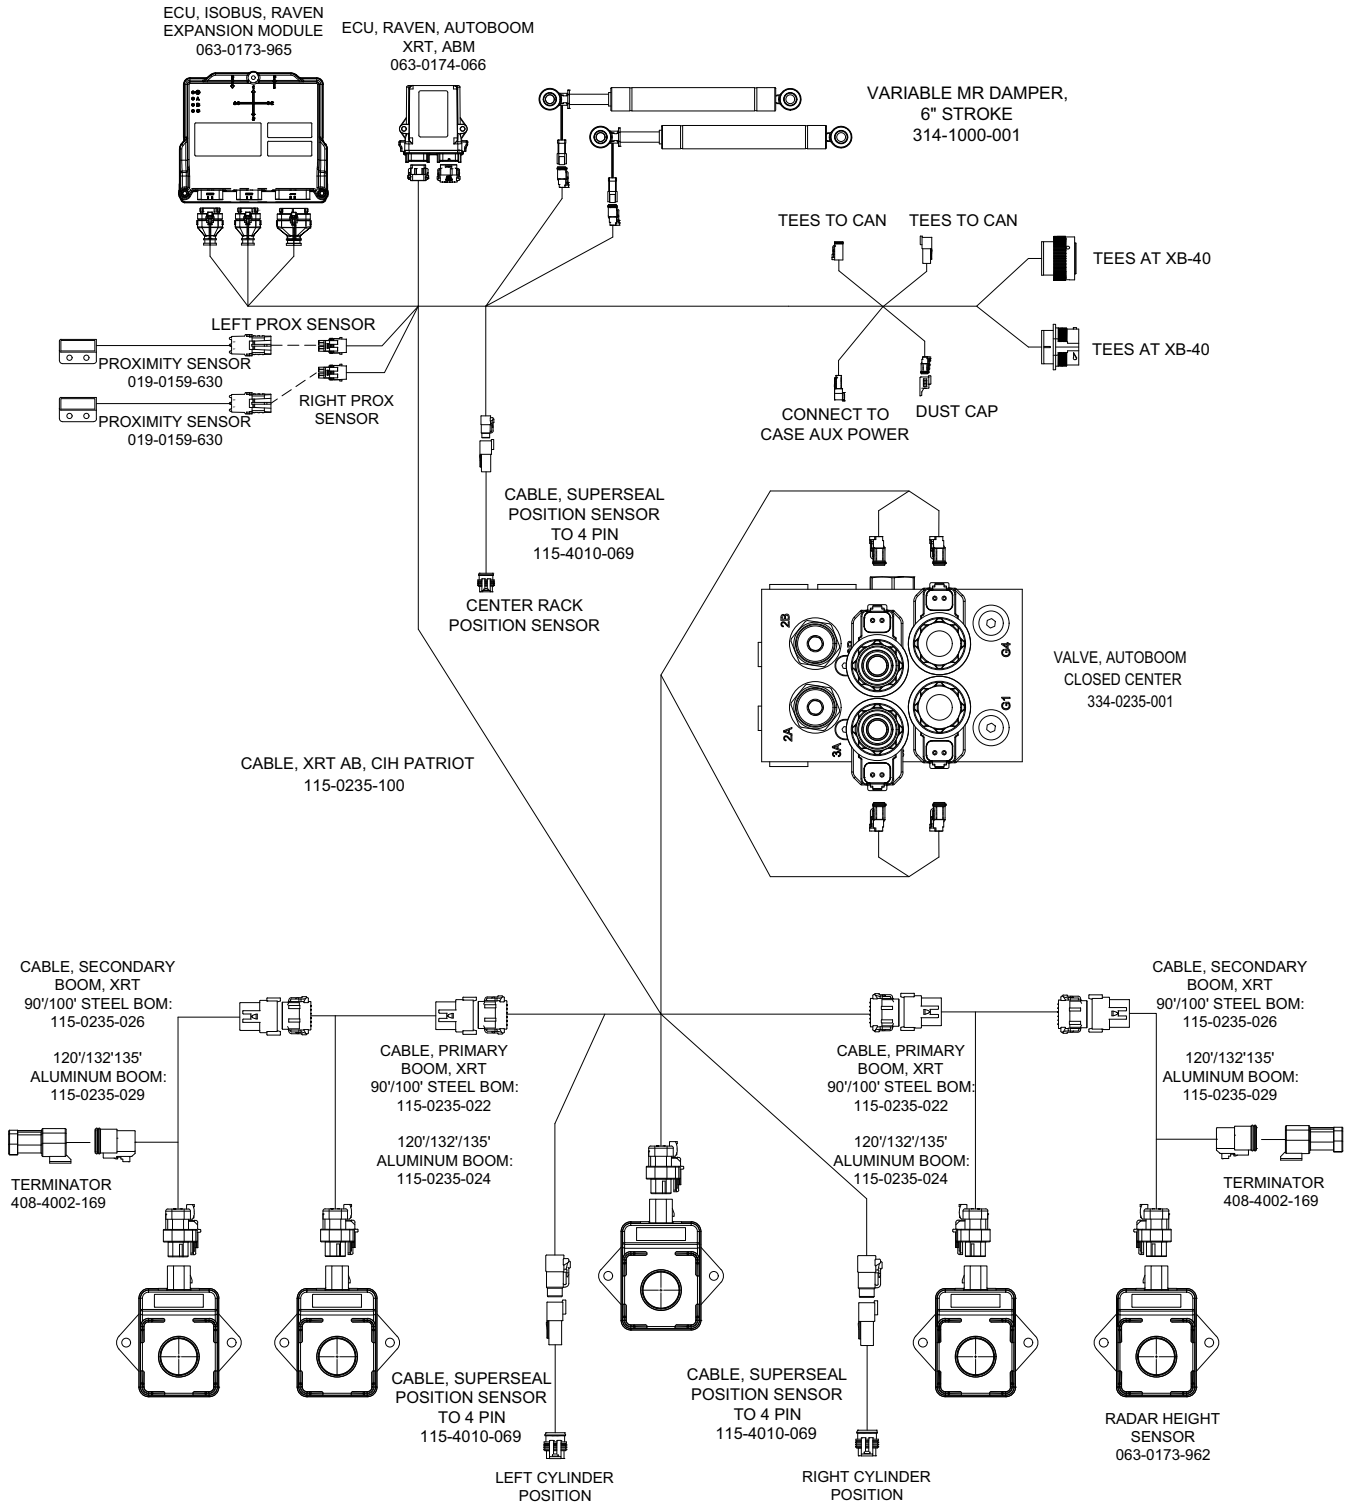 ECU, ISOBUS, RAVEN
EXPANSION MODULE
063-0173-965
ECU, RAVEN, AUTOBOOM
XRT, ABM
063-0174-066
VARIABLE MR DAMPER,
6" STROKE
314-1000-001
TEES TO CAN
TEES TO CAN
TEES AT XB-40
TEES AT XB-40
LEFT PROX SENSOR
PROXIMITY SENSOR
019-0159-630
RIGHT PROX
SENSOR
PROXIMITY SENSOR
019-0159-630
CONNECT TO
CASE AUX POWER
DUST CAP
CABLE, SUPERSEAL
POSITION SENSOR
TO 4 PIN
115-4010-069
CENTER RACK
POSITION SENSOR
2B
G4
2A
3A
G1
VALVE, AUTOBOOM
CLOSED CENTER
334-0235-001
CABLE, XRT AB, CIH PATRIOT
115-0235-100
CABLE, SECONDARY
BOOM, XRT
90'/100' STEEL BOM:
115-0235-026
120'/132'135'
ALUMINUM BOOM:
115-0235-029
TERMINATOR
408-4002-169
CABLE, PRIMARY
BOOM, XRT
90'/100' STEEL BOM:
115-0235-022
120'/132'/135'
ALUMINUM BOOM:
115-0235-024
CABLE, PRIMARY
BOOM, XRT
90'/100' STEEL BOM:
115-0235-022
120'/132'/135'
ALUMINUM BOOM:
115-0235-024
CABLE, SECONDARY
BOOM, XRT
90'/100' STEEL BOM:
115-0235-026
120'/132'135'
ALUMINUM BOOM:
115-0235-029
TERMINATOR
408-4002-169
CABLE, SUPERSEAL
POSITION SENSOR
TO 4 PIN
115-4010-069
LEFT CYLINDER
POSITION
CABLE, SUPERSEAL
POSITION SENSOR
TO 4 PIN
115-4010-069
RIGHT CYLINDER
POSITION
RADAR HEIGHT
SENSOR
063-0173-962